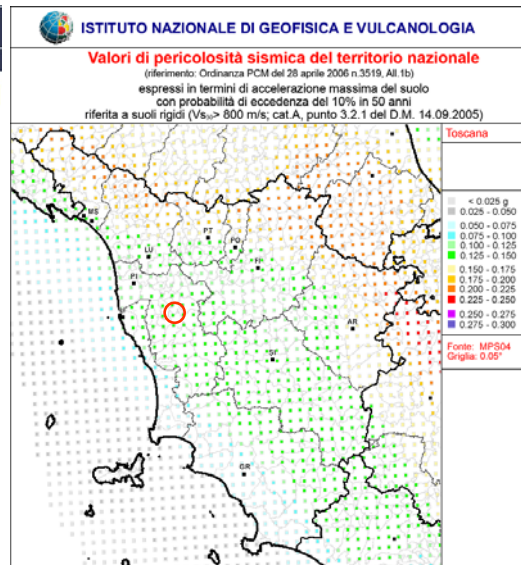 ISTITUTO NAZIONALE DI GEOFISICA E VULCANOLOGIA
Valori di pericolosità sismica del territorio nazionale
(riferimento: Ordinanza PCM del 28 aprile 2006 n.3519, All.1b)
espressi in termini di accelerazione massima del suolo
con probabilità di eccedenza del 10% in 50 anni
riferita a suoli rigidi (Vs₃₀> 800 m/s; cat.A, punto 3.2.1 del D.M. 14.09.2005)
Toscana
MS
LU
PT
PO
FI
PI
AR
SI
GR
< 0.025 g
0.025 - 0.050
0.050 - 0.075
0.075 - 0.100
0.100 - 0.125
0.125 - 0.150
0.150 - 0.175
0.175 - 0.200
0.200 - 0.225
0.225 - 0.250
0.250 - 0.275
0.275 - 0.300
Fonte: MPS04
Griglia: 0.05°